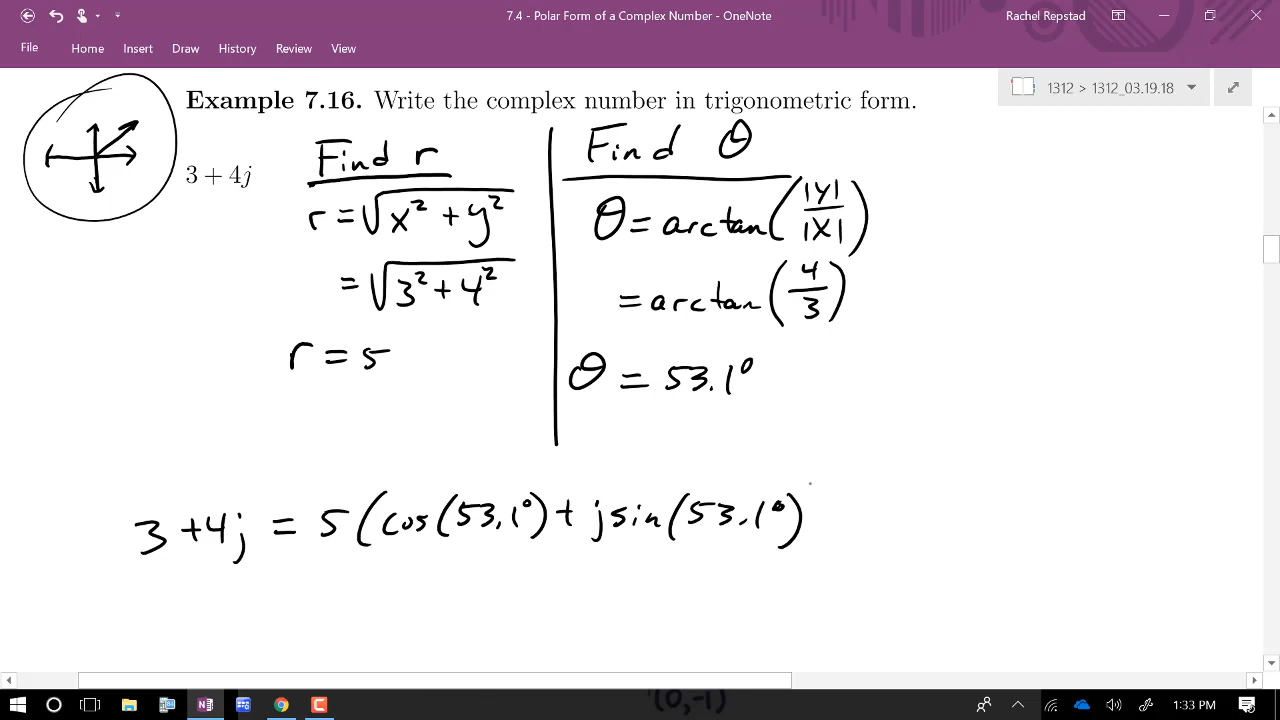 7.4 - Polar Form of a Complex Number - OneNote
Rachel Repstad
File Home Insert Draw History Review View
1312 > 1312_03.19.18
Example 7.16. Write the complex number in trigonometric form.
3 + 4j
Find r
r = √(x² + y²)
= √(3² + 4²)
r = 5
Find θ
θ = arctan(|y|/|x|)
= arctan(4/3)
θ = 53.1°
3 + 4j = 5 (cos(53.1°) + j sin(53.1°)
(0,-1)
1:33 PM